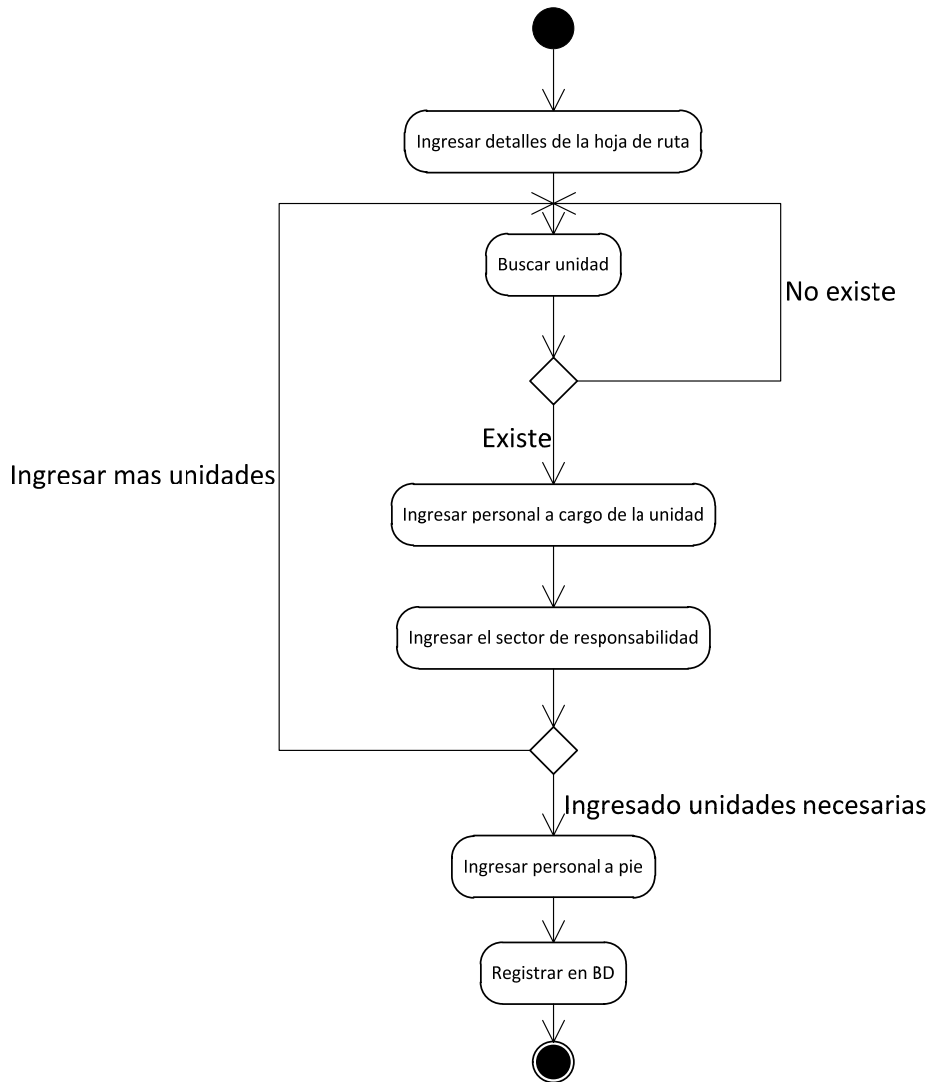 Ingresar detalles de la hoja de ruta
Buscar unidad
No existe
Existe
Ingresar mas unidades
Ingresar personal a cargo de la unidad
Ingresar el sector de responsabilidad
Ingresado unidades necesarias
Ingresar personal a pie
Registrar en BD